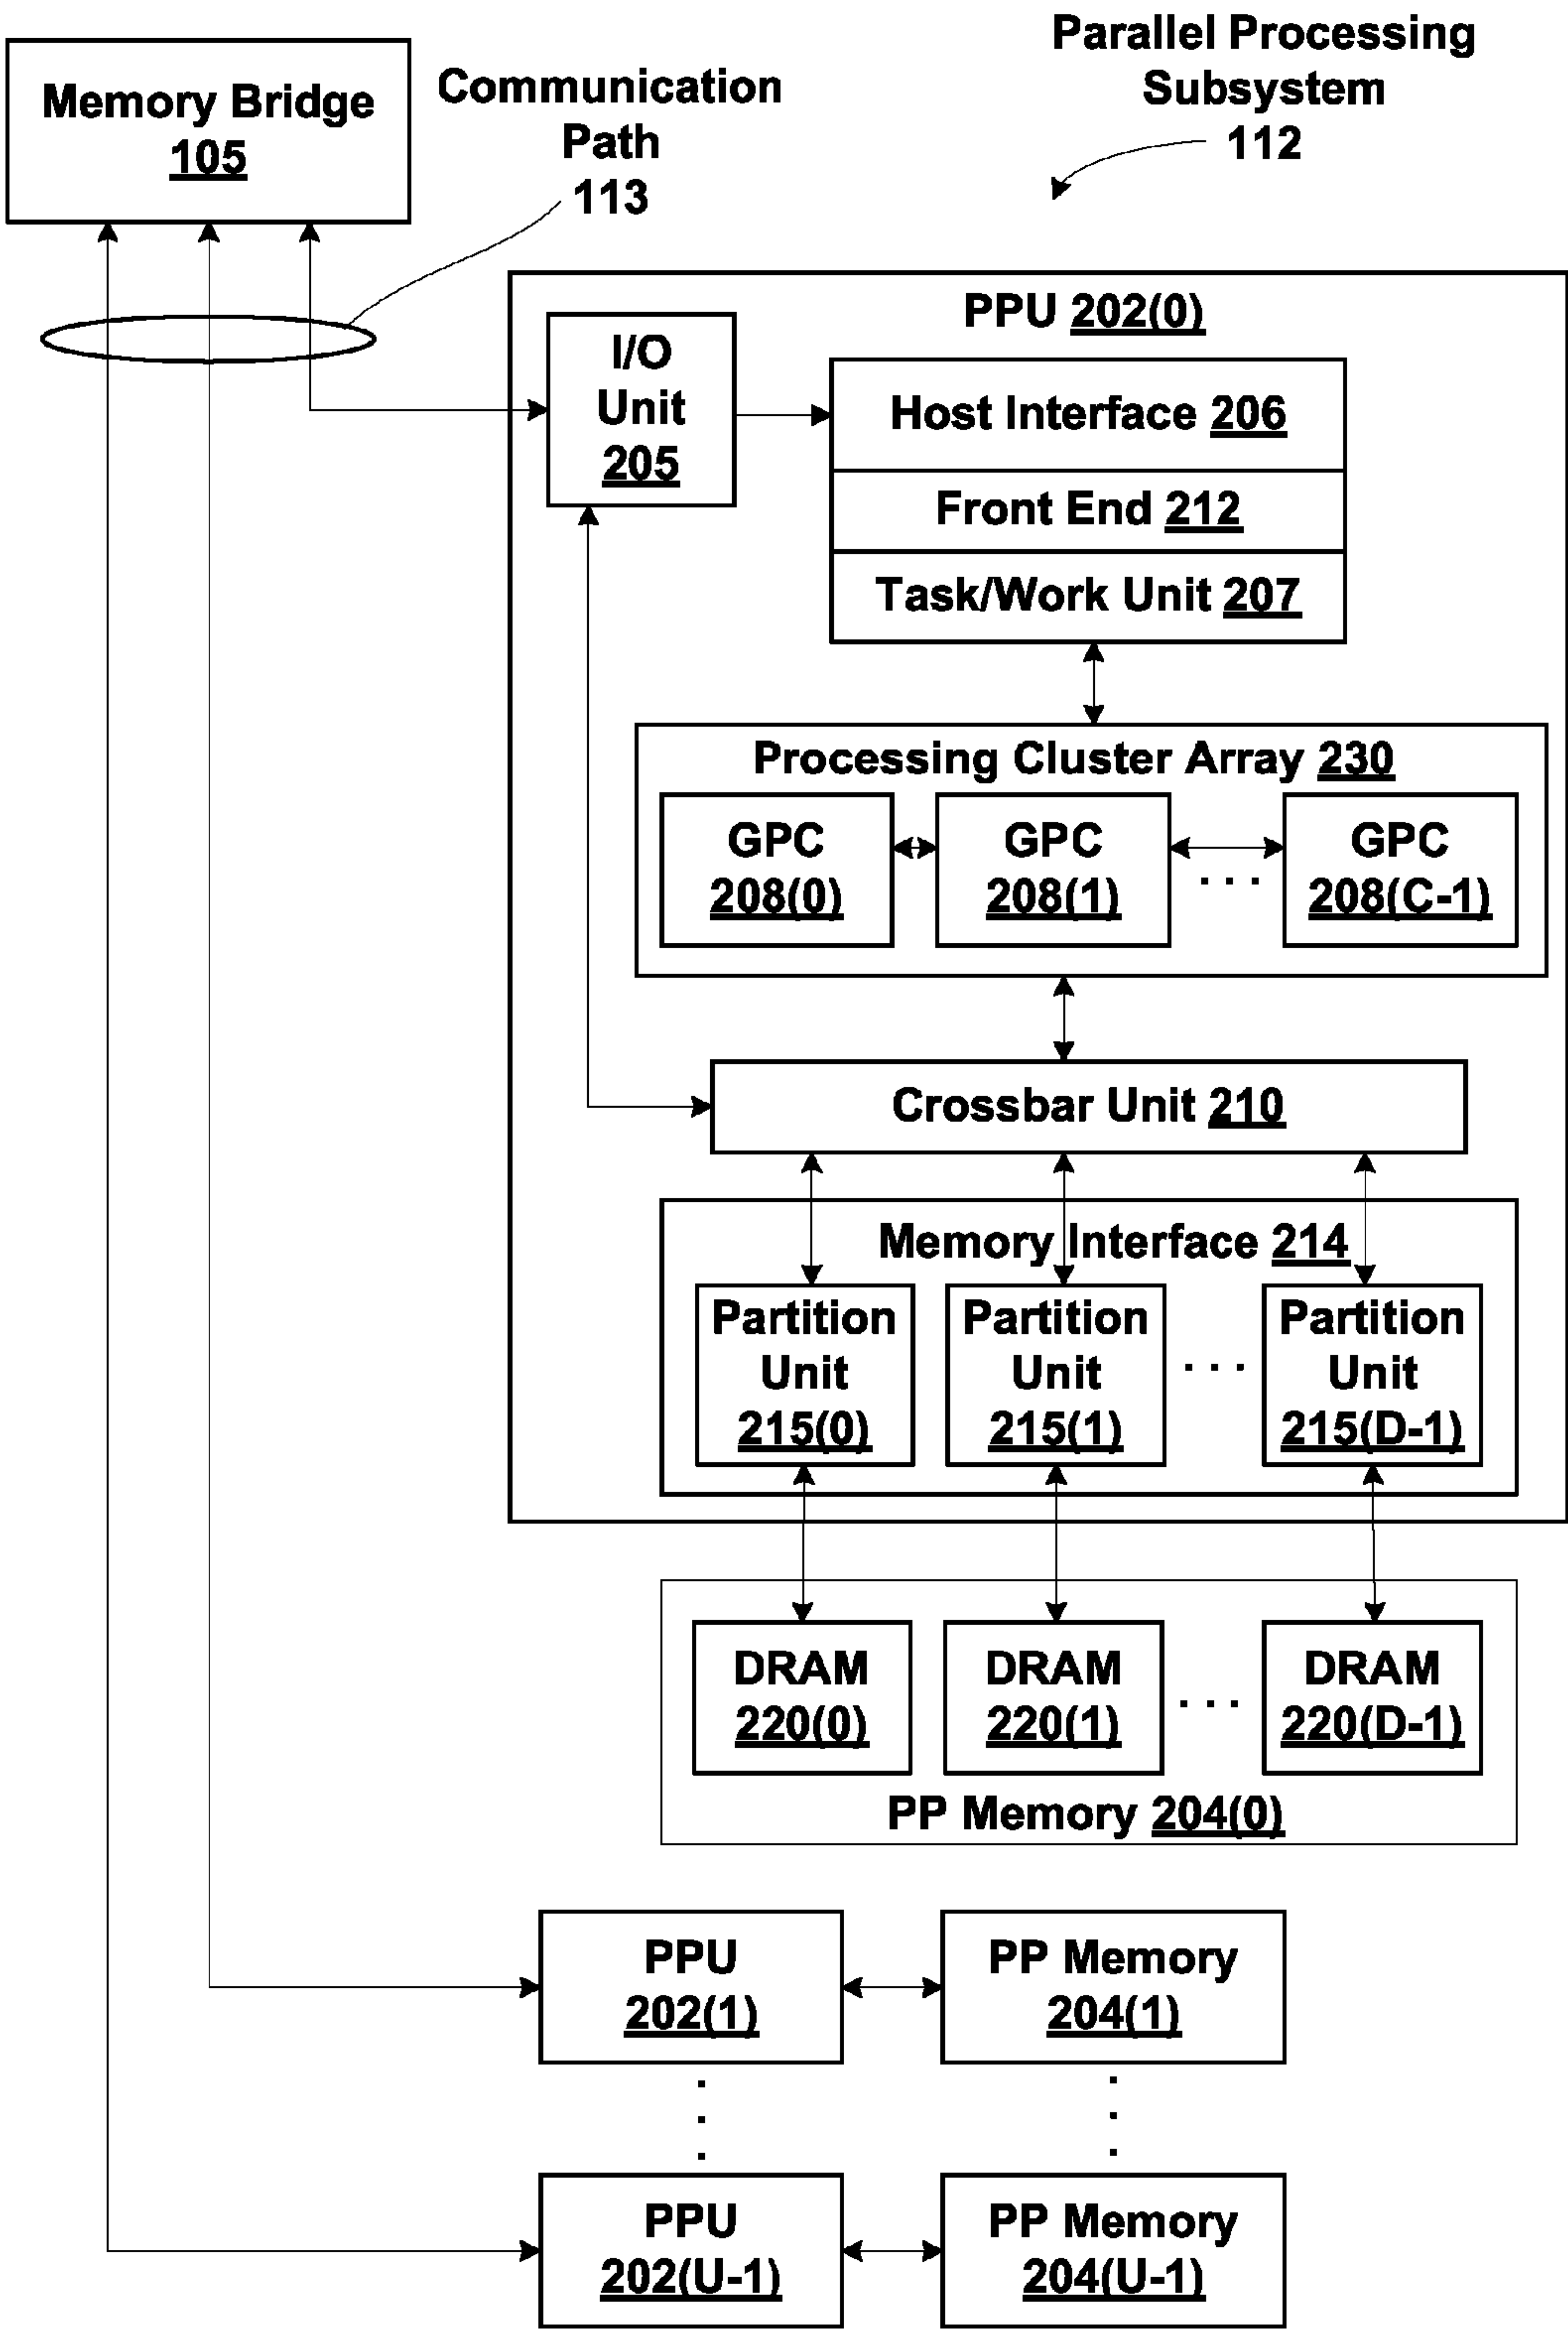 Parallel Processing
Subsystem
112
Memory Bridge
105
Communication
Path
113
PPU 202(0)
I/O
Unit
205
Host Interface 206
Front End 212
Task/Work Unit 207
Processing Cluster Array 230
GPC
208(0)
GPC
208(1)
. . .
GPC
208(C-1)
Crossbar Unit 210
Memory Interface 214
Partition
Unit
215(0)
Partition
Unit
215(1)
. . .
Partition
Unit
215(D-1)
DRAM
220(0)
DRAM
220(1)
. . .
DRAM
220(D-1)
PP Memory 204(0)
PPU
202(1)
PP Memory
204(1)
PPU
202(U-1)
PP Memory
204(U-1)